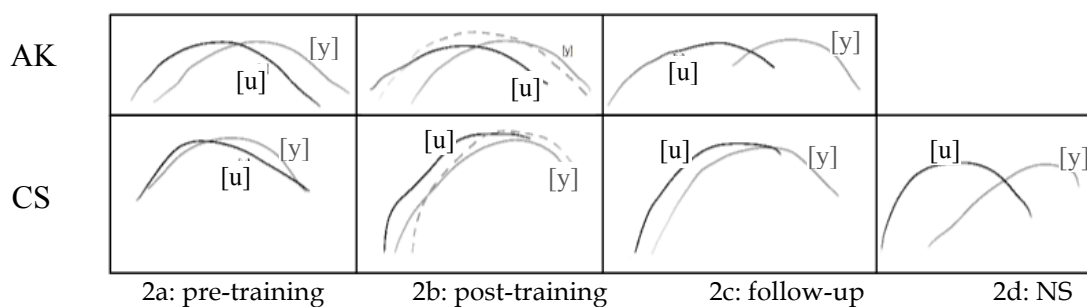 AK
[u] [y]
[u] [y]
[u] [y]
CS
[u] [y]
[u] [y]
[u] [y]
[u] [y]
2a: pre-training 2b: post-training 2c: follow-up 2d: NS